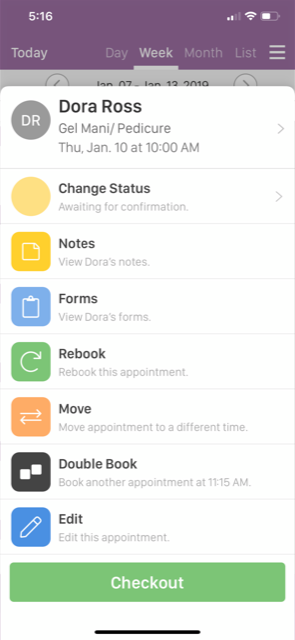 5:16
Today Day Week Month List
Jan. 07 - Jan. 13, 2019
DR
Dora Ross
Gel Mani/ Pedicure
Thu, Jan. 10 at 10:00 AM
Change Status
Awaiting for confirmation.
Notes
View Dora's notes.
Forms
View Dora's forms.
Rebook
Rebook this appointment.
Move
Move appointment to a different time.
Double Book
Book another appointment at 11:15 AM.
Edit
Edit this appointment.
Checkout